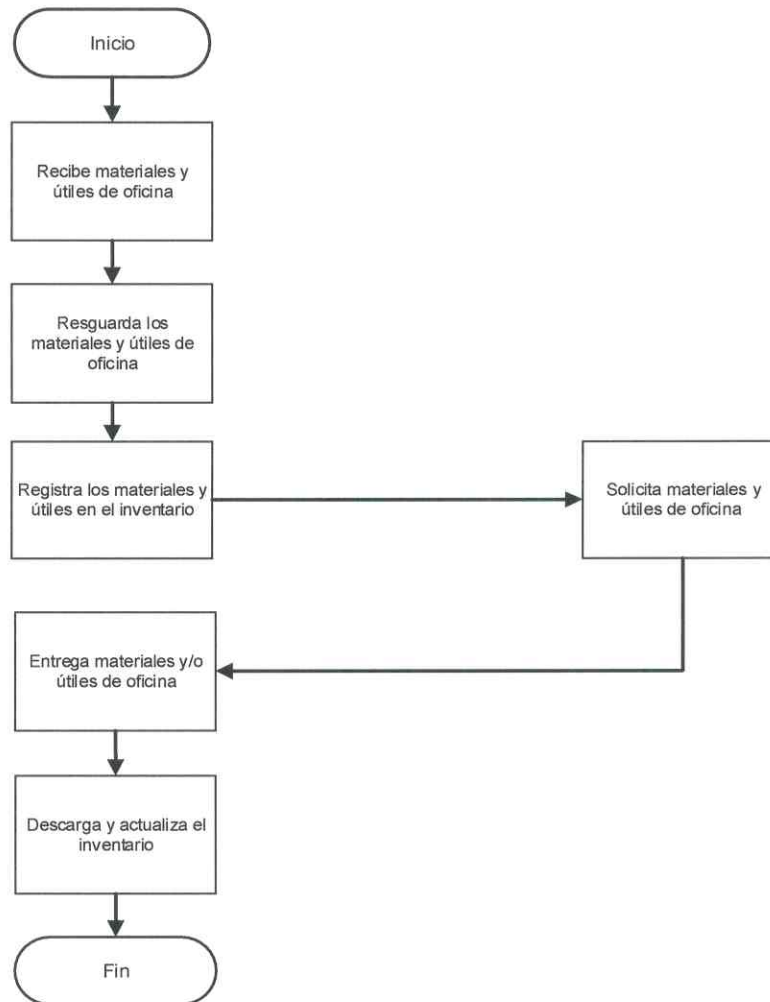 Inicio
Recibe materiales y
útiles de oficina
Resguarda los
materiales y útiles de
oficina
Registra los materiales y
útiles en el inventario
Solicita materiales y
útiles de oficina
Entrega materiales y/o
útiles de oficina
Descarga y actualiza el
inventario
Fin